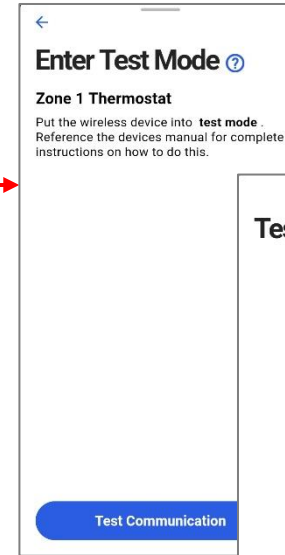 Enter Test Mode
Zone 1 Thermostat
Put the wireless device into test mode .
Reference the devices manual for complete
instructions on how to do this.
Test Communication